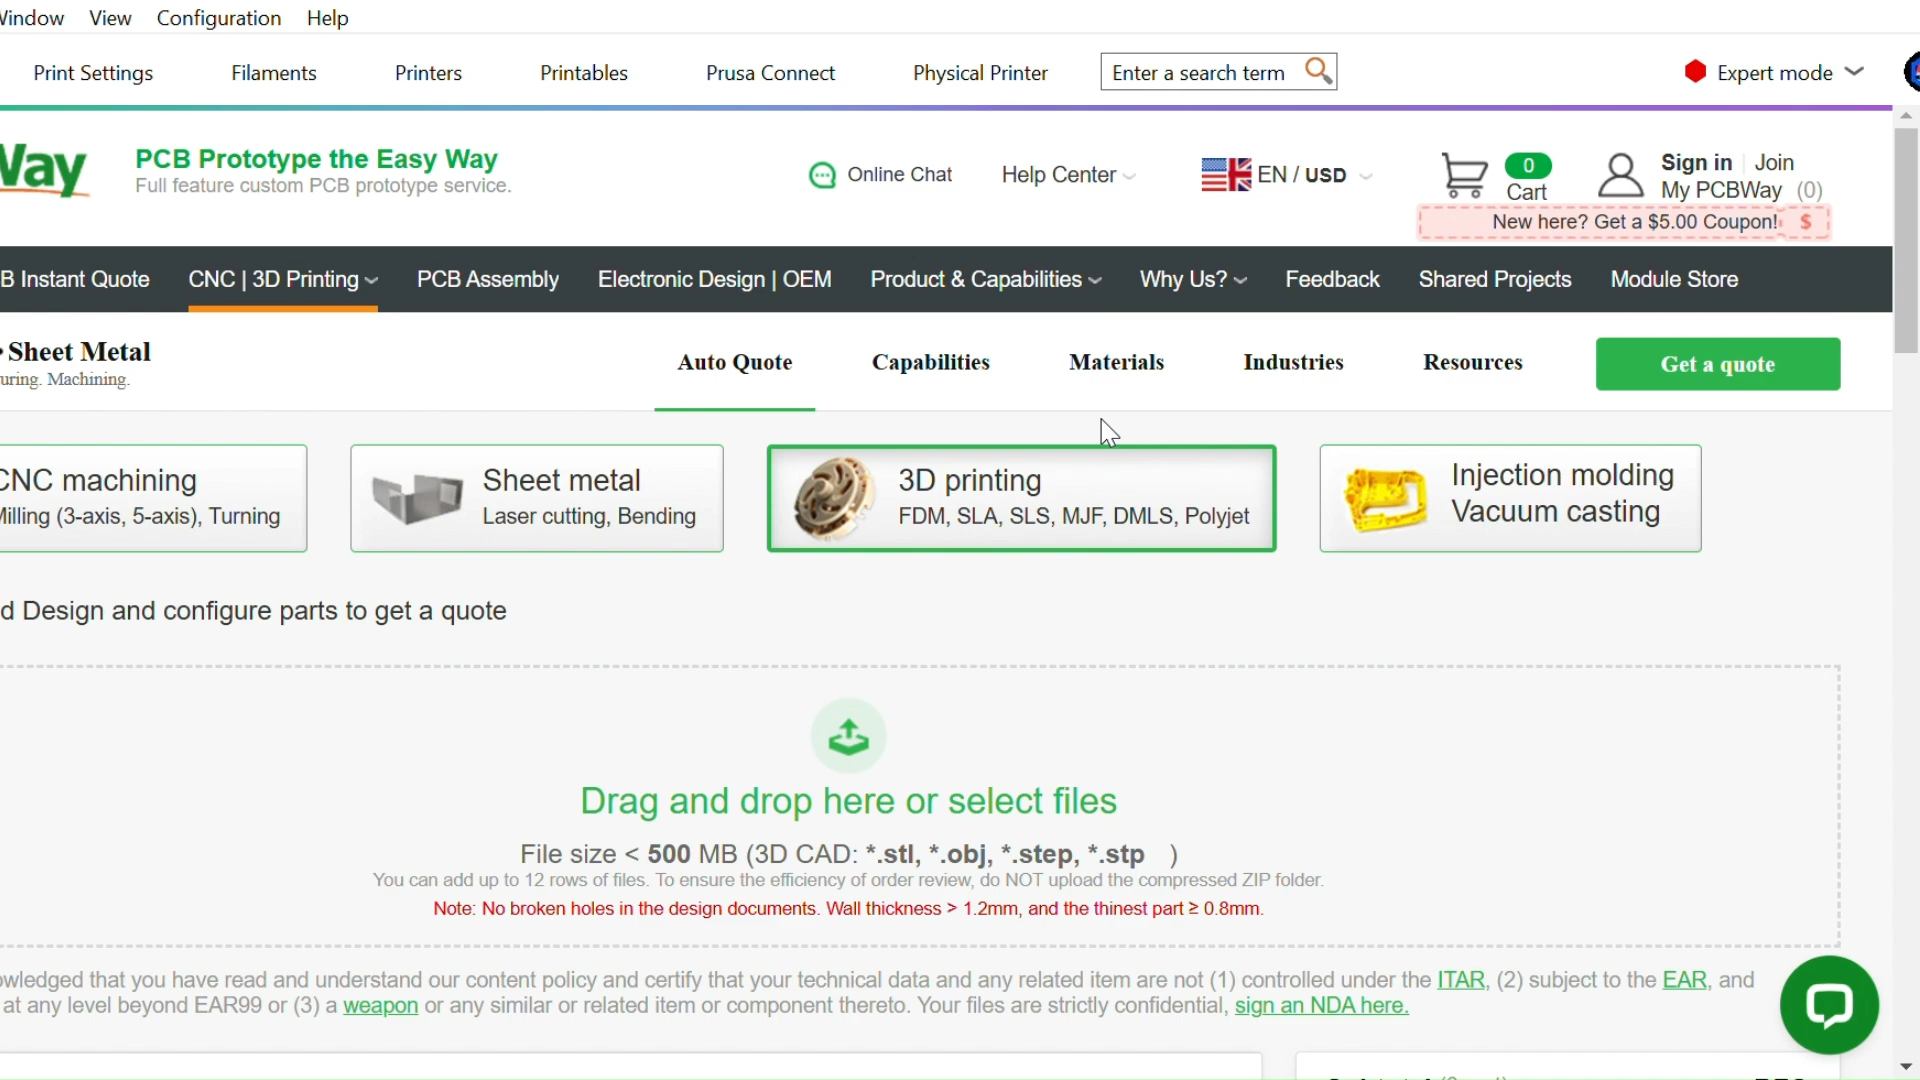 Window View Configuration Help
Print Settings Filaments Printers Printables Prusa Connect Physical Printer Enter a search term Expert mode
Way
PCB Prototype the Easy Way
Full feature custom PCB prototype service.
Online Chat Help Center EN / USD 0 Cart Sign in Join
My PCBWay (0)
New here? Get a $5.00 Coupon! $
B Instant Quote CNC | 3D Printing PCB Assembly Electronic Design | OEM Product & Capabilities Why Us? Feedback Shared Projects Module Store
Sheet Metal
uring. Machining.
Auto Quote Capabilities Materials Industries Resources Get a quote
CNC machining
Milling (3-axis, 5-axis), Turning
Sheet metal
Laser cutting, Bending
3D printing
FDM, SLA, SLS, MJF, DMLS, Polyjet
Injection molding
Vacuum casting
d Design and configure parts to get a quote
Drag and drop here or select files
File size < 500 MB (3D CAD: *.stl, *.obj, *.step, *.stp )
You can add up to 12 rows of files. To ensure the efficiency of order review, do NOT upload the compressed ZIP folder.
Note: No broken holes in the design documents. Wall thickness > 1.2mm, and the thinest part ≥ 0.8mm.
owledged that you have read and understand our content policy and certify that your technical data and any related item are not (1) controlled under the ITAR, (2) subject to the EAR, and
at any level beyond EAR99 or (3) a weapon or any similar or related item or component thereto. Your files are strictly confidential, sign an NDA here.